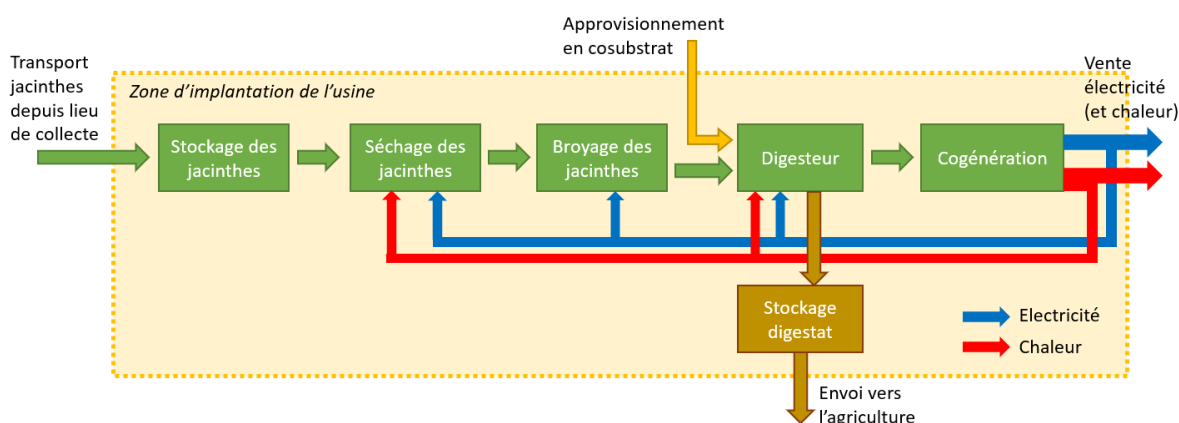 Approvisionnement
en cosubstrat
Transport
jacinthes
depuis lieu
de collecte
Zone d'implantation de l'usine
Vente
électricité
(et chaleur)
Stockage des
jacinthes
Séchage des
jacinthes
Broyage des
jacinthes
Digesteur
Cogénération
Stockage
digestat
Electricité
Chaleur
Envoi vers
l'agriculture